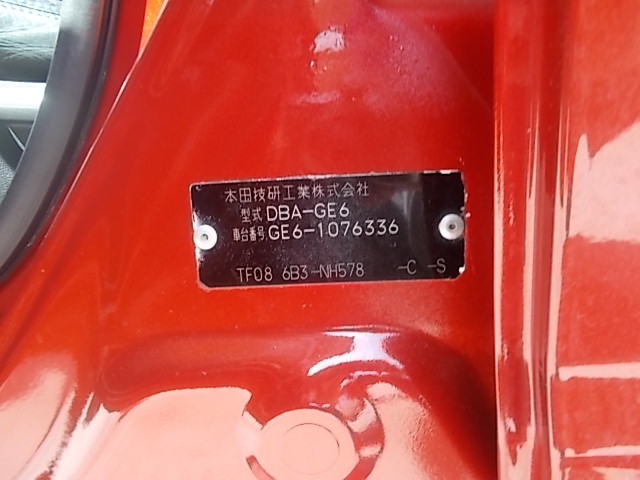 本田技研工業株式会社
型式 DBA-GE6
車台番号 GE6-1076336
TF08 6B3-NH578 -C -S